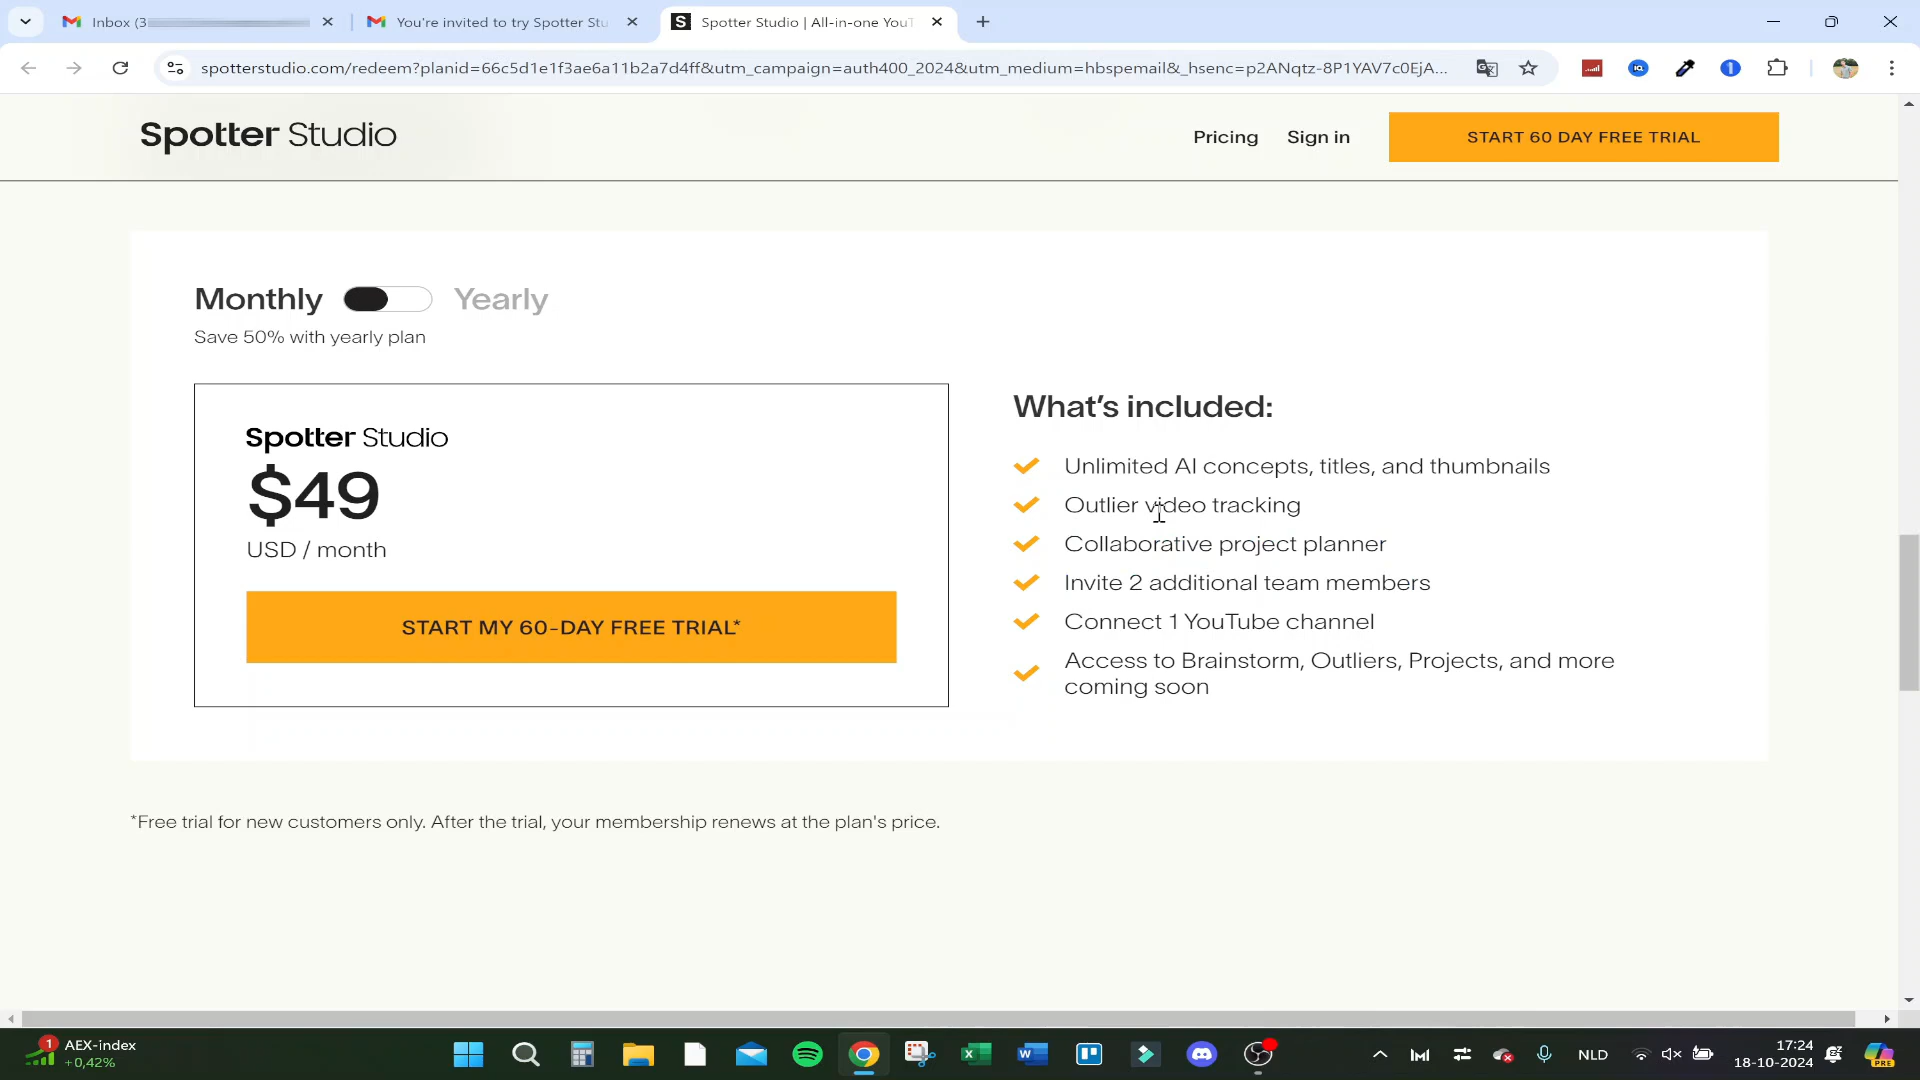 Inbox (3
You're invited to try Spotter Stu
S
Spotter Studio | All-in-one YouT
spotterstudio.com/redeem?planid=66c5d1e1f3ae6a11b2a7d4ff&utm_campaign=auth400_2024&utm_medium=hbspemail&_hsenc=p2ANqtz-8P1YAV7c0EjA...
Spotter Studio
Pricing
Sign in
START 60 DAY FREE TRIAL
Monthly
Yearly
Save 50% with yearly plan
Spotter Studio
$49
USD / month
START MY 60-DAY FREE TRIAL*
What's included:
Unlimited AI concepts, titles, and thumbnails
Outlier video tracking
Collaborative project planner
Invite 2 additional team members
Connect 1 YouTube channel
Access to Brainstorm, Outliers, Projects, and more
coming soon
*Free trial for new customers only. After the trial, your membership renews at the plan's price.
1
AEX-index
+0,42%
NLD
17:24
18-10-2024
PRE